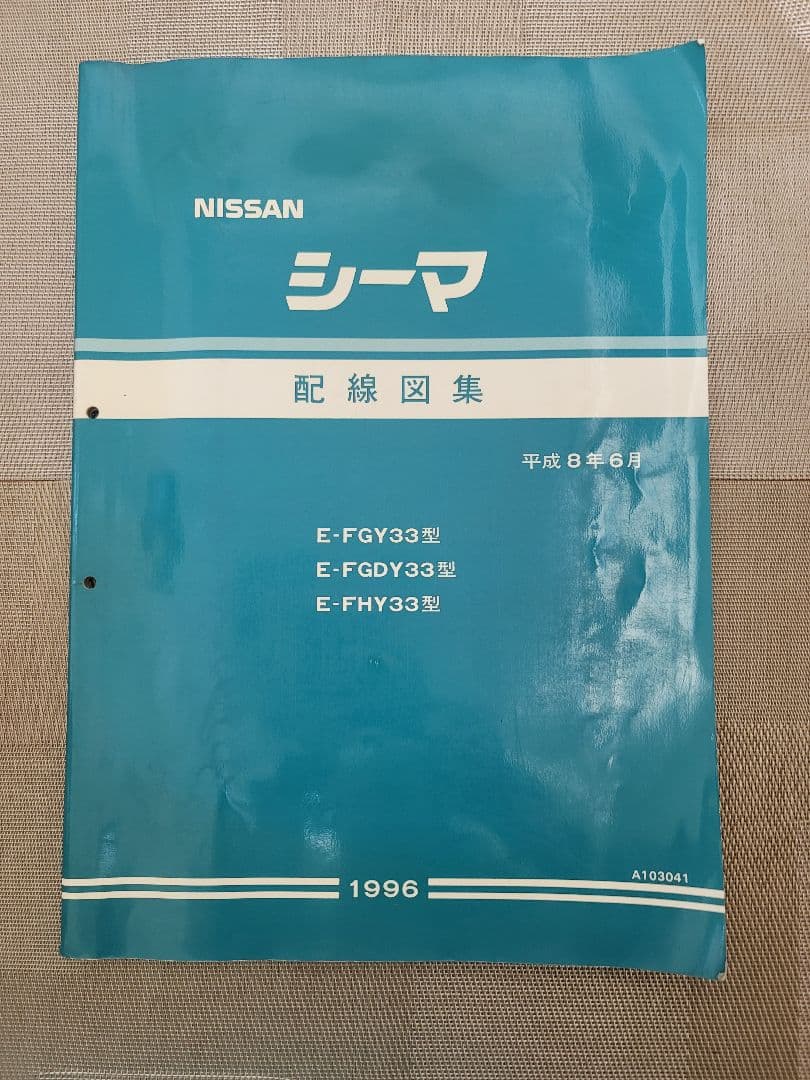 NISSAN
シーマ
配線図集
平成8年6月
E-FGY33型
E-FGDY33型
E-FHY33型
A103041
1996